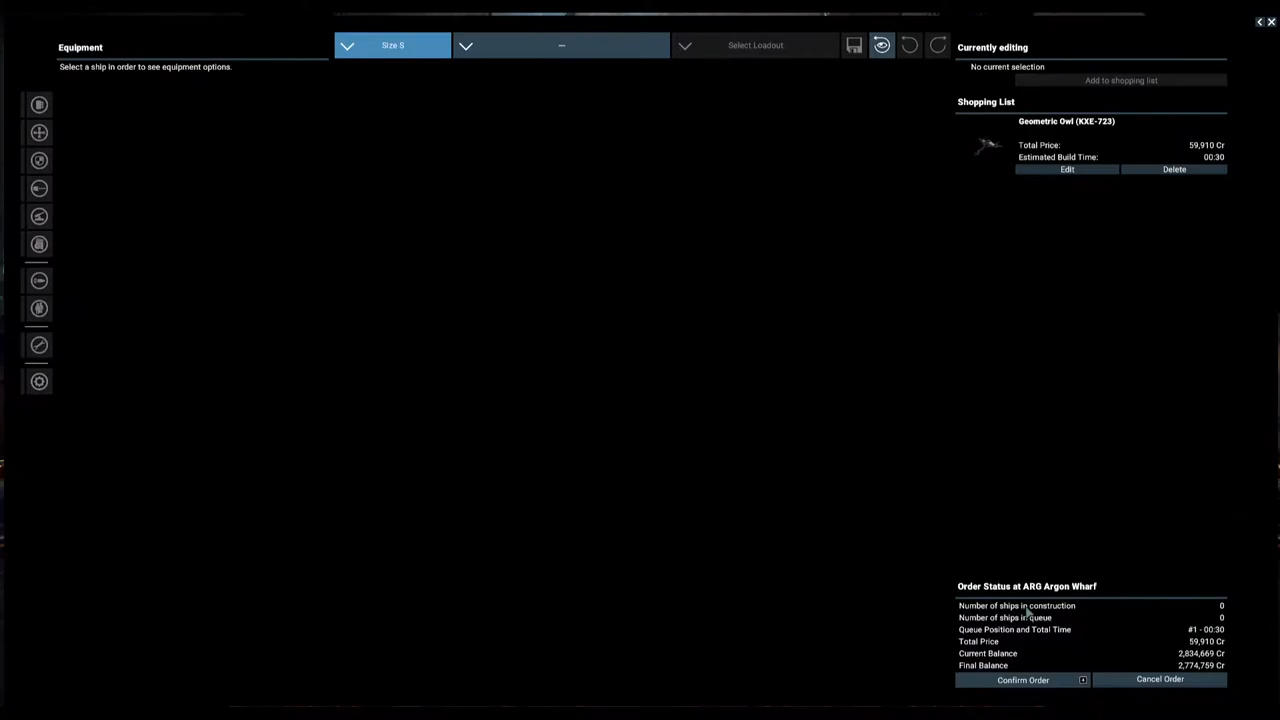 Equipment
Select a ship in order to see equipment options.
Size S
--
Select Loadout
Currently editing
No current selection
Add to shopping list
Shopping List
Geometric Owl (KXE-723)
Total Price: 59,910 Cr
Estimated Build Time: 00:30
Edit Delete
Order Status at ARG Argon Wharf
Number of ships in construction 0
Number of ships in queue 0
Queue Position and Total Time #1 - 00:30
Total Price 59,910 Cr
Current Balance 2,834,669 Cr
Final Balance 2,774,759 Cr
Confirm Order Cancel Order